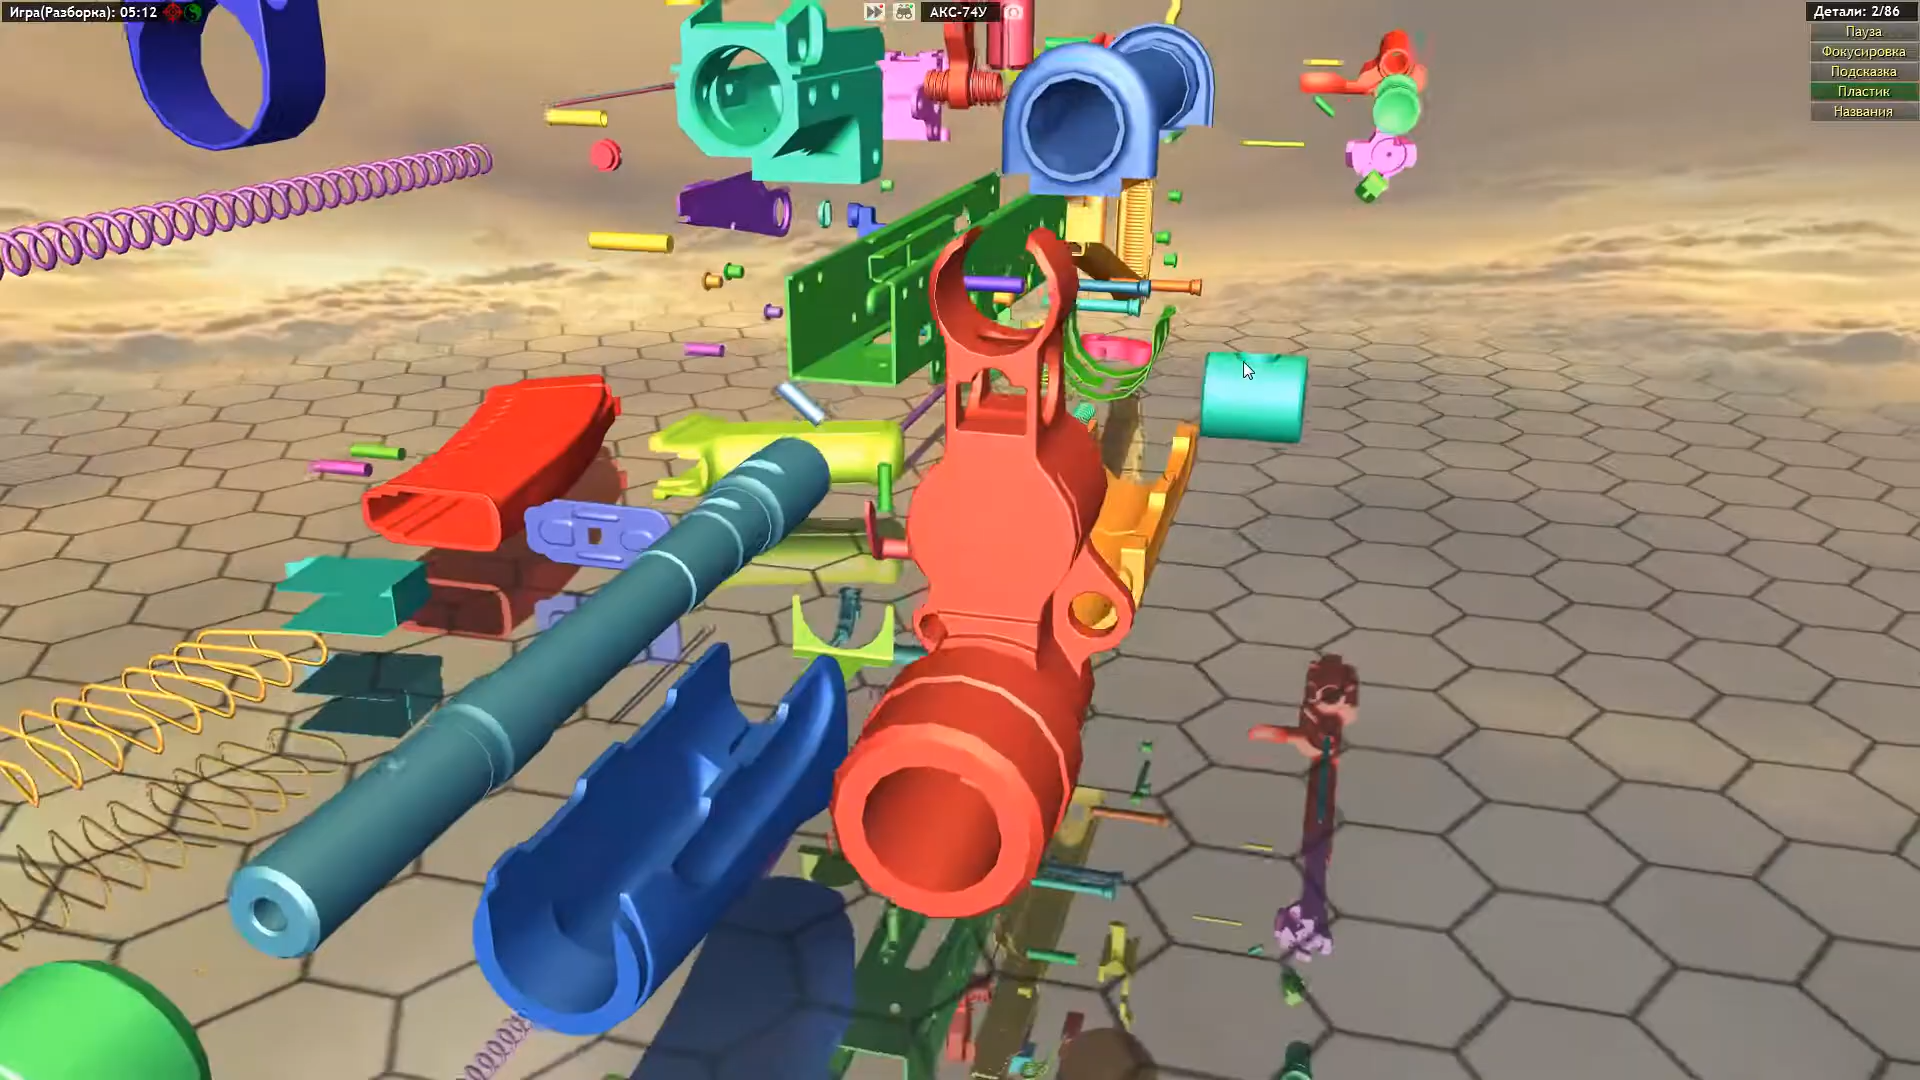 Игра(Разборка): 05:12
АКС-74У
Детали: 2/86
Пауза
Фокусировка
Подсказка
Пластик
Названия